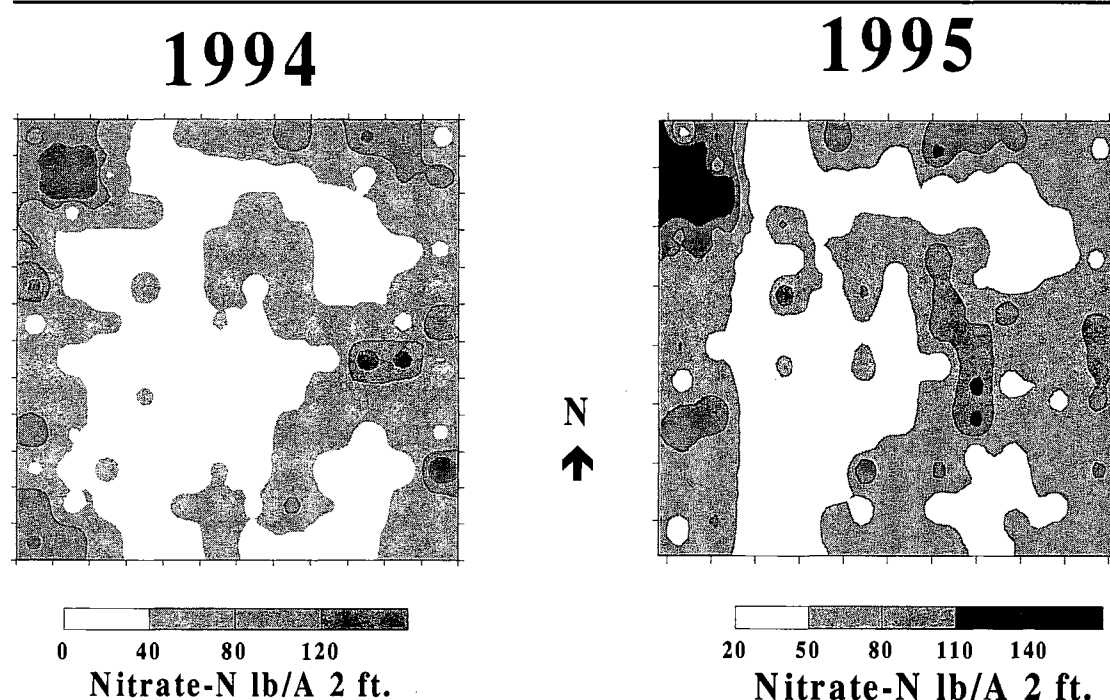 1994
1995
N
0 40 80 120
Nitrate-N lb/A 2 ft.
20 50 80 110 140
Nitrate-N lb/A 2 ft.